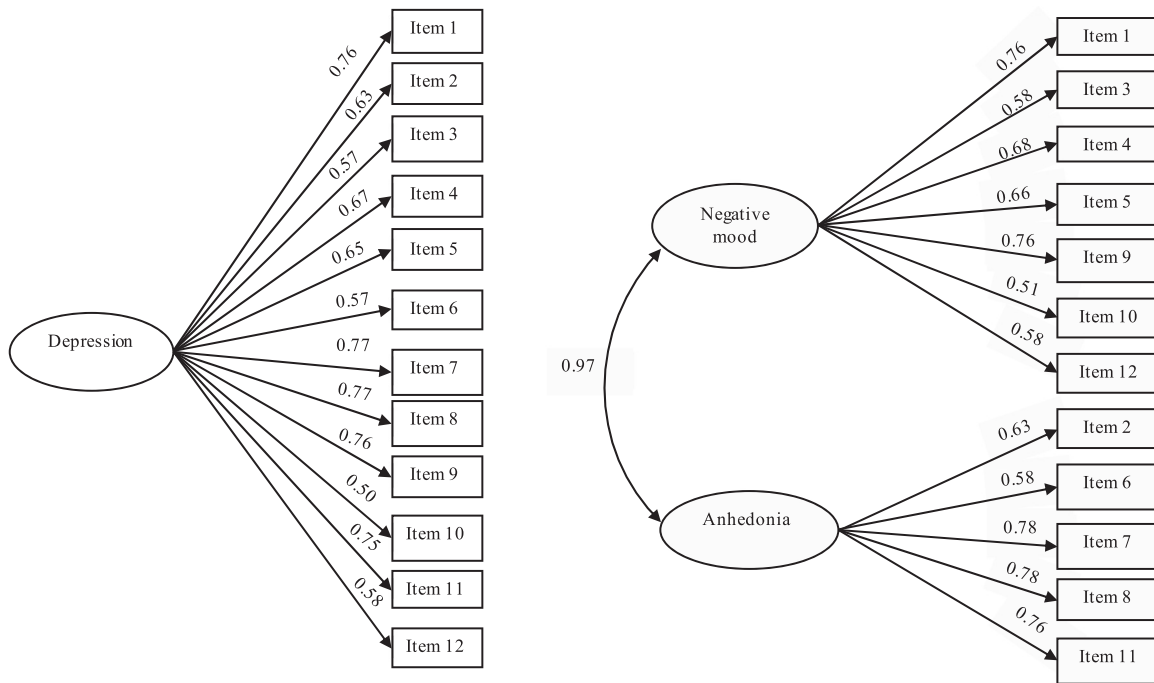 0.76
Item 1
0.63
Item 2
0.57
Item 3
0.67
Item 4
0.65
Item 5
0.57
Item 6
Depression
0.77
Item 7
0.77
Item 8
0.76
Item 9
0.50
Item 10
0.75
Item 11
0.58
Item 12
0.76
Item 1
0.58
Item 3
0.68
Item 4
Negative
mood
0.66
Item 5
0.76
Item 9
0.51
Item 10
0.58
Item 12
0.97
0.63
Item 2
0.58
Item 6
Anhedonia
0.78
Item 7
0.78
Item 8
0.76
Item 11